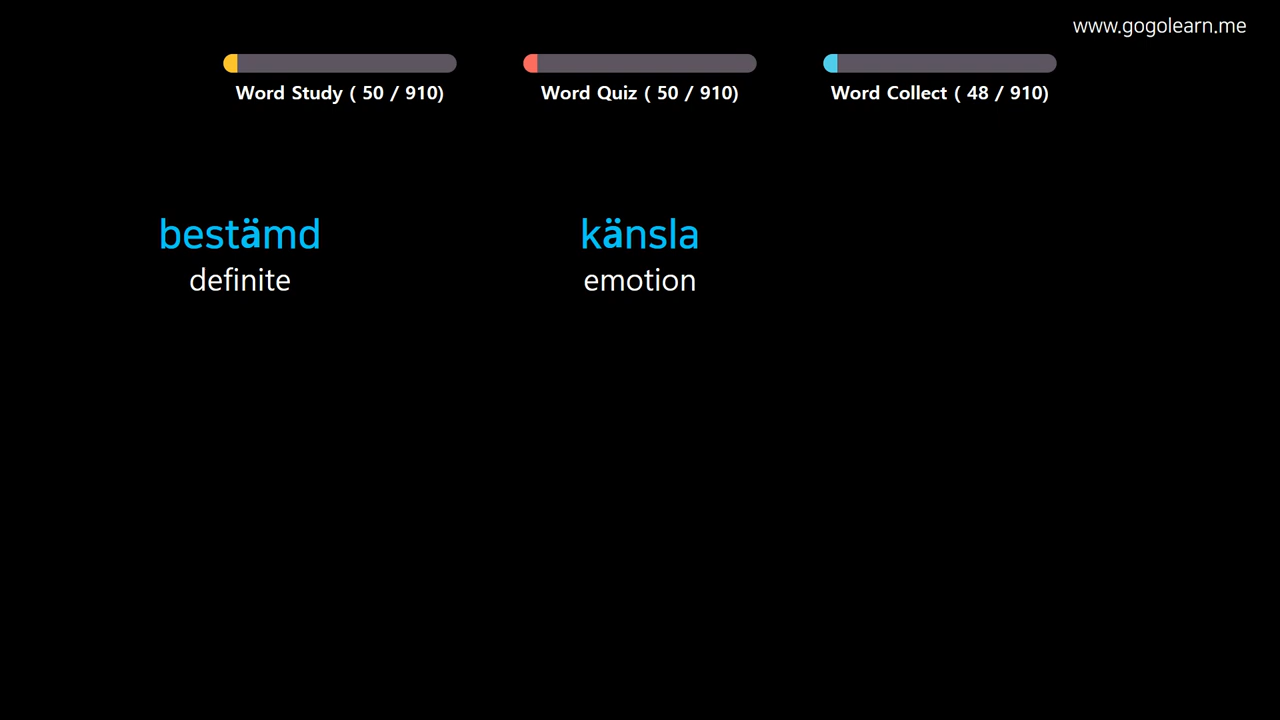 www.gogolearn.me
Word Study ( 50 / 910)
Word Quiz ( 50 / 910)
Word Collect ( 48 / 910)
bestämd
definite
känsla
emotion